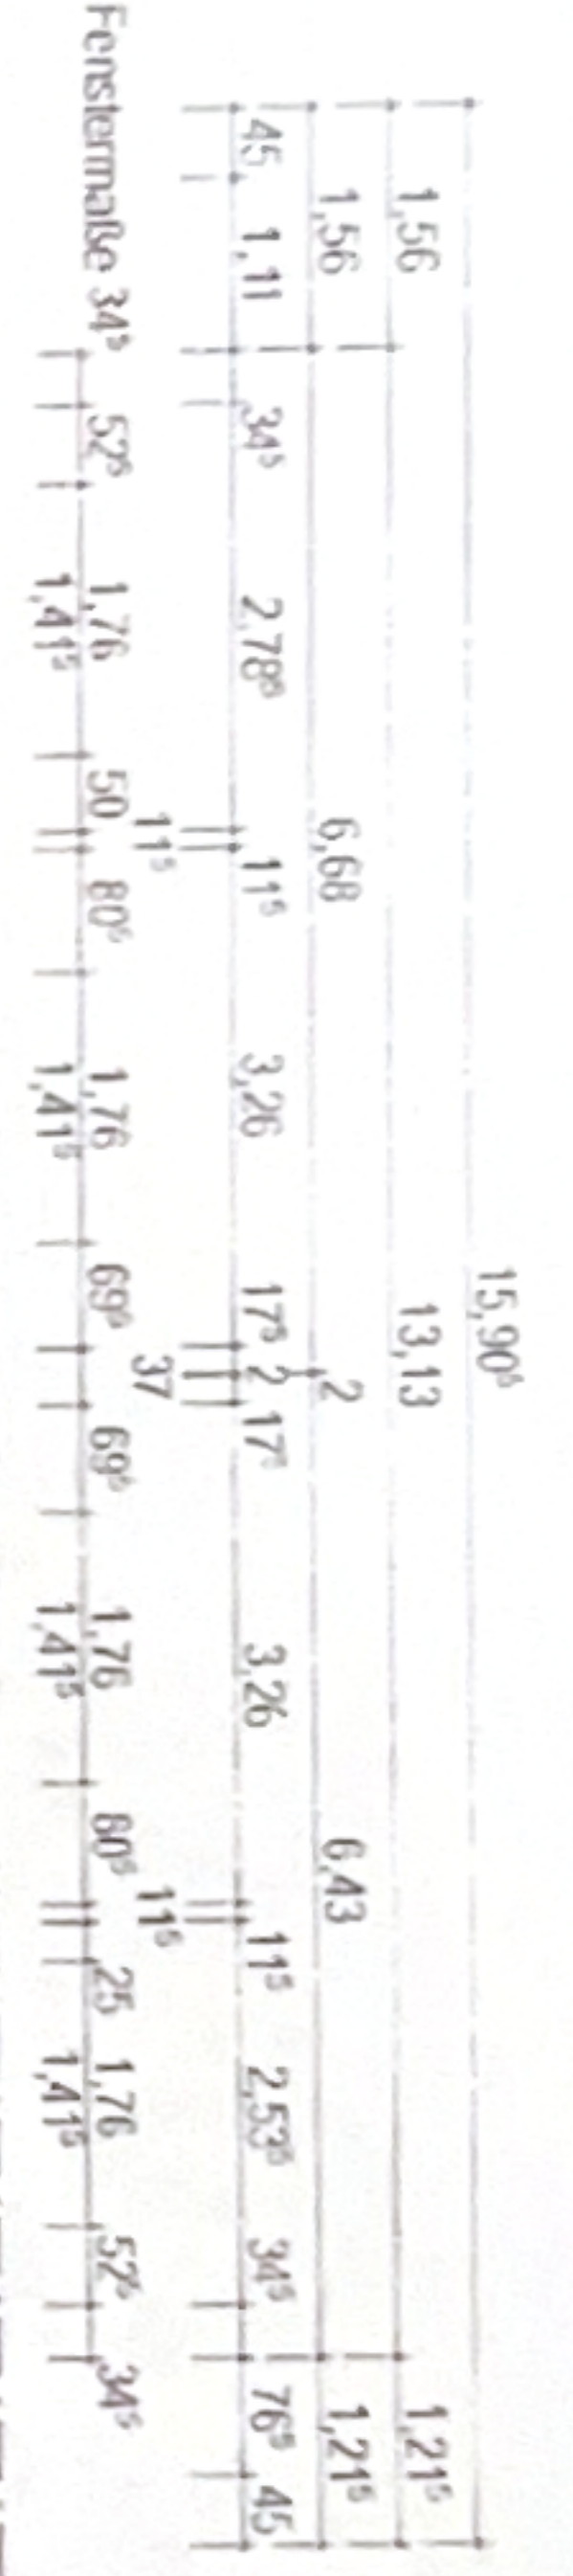 15,90⁵
1,56 13,13 1,21⁵
1,56 6,68 2 6,43 1,21⁵
45 1,11 34⁵ 2,78⁵ 11⁵ 3,26 17⁵ 2 17⁵ 3,26 11⁵ 2,53⁵ 34⁵ 76⁵ 45
11⁵ 37 11⁵
Fenstermaße 34⁵ 52⁵ 1,76 50 80⁵ 1,76 69⁵ 69⁵ 1,76 80⁵ 25 1,76 52⁵ 34⁵
1,41⁵ 1,41⁵ 1,41⁵ 1,41⁵